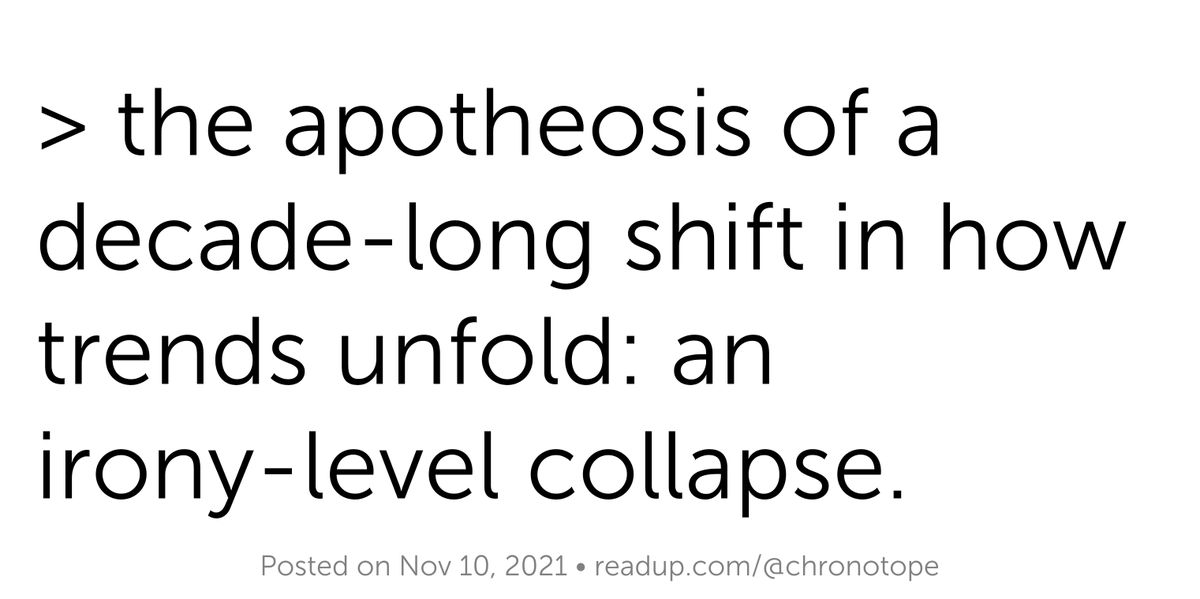 > the apotheosis of a
decade-long shift in how
trends unfold: an
irony-level collapse.
Posted on Nov 10, 2021 • readup.com/@chronotope